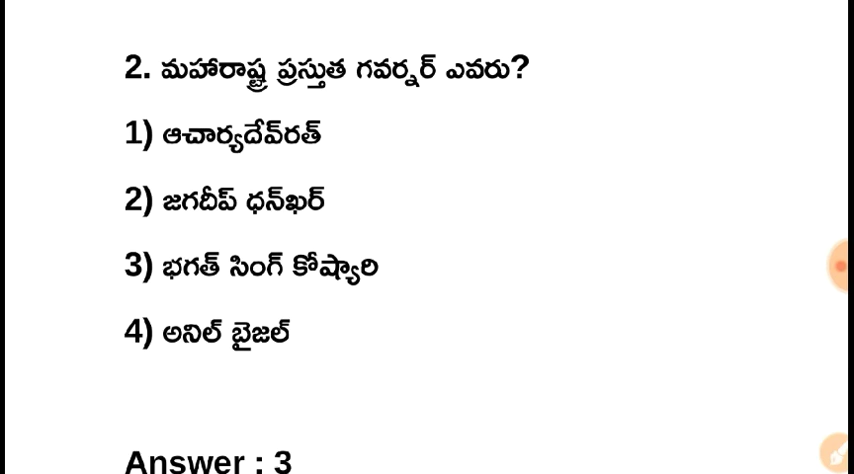 2. మహారాష్ట్ర ప్రస్తుత గవర్నర్ ఎవరు?
1) ఆచార్యదేవ్‌రత్
2) జగదీప్ ధన్‌ఖర్
3) భగత్ సింగ్ కోష్యారి
4) అనిల్ బైజల్
Answer : 3